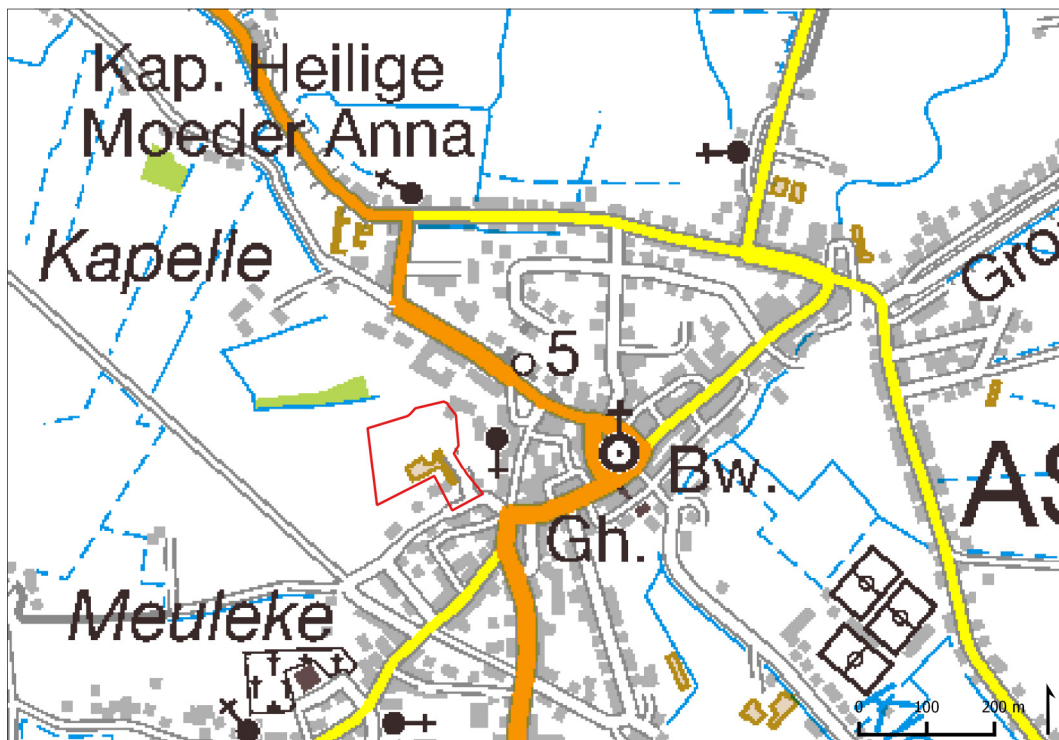 Kap. Heilige
Moeder Anna
Kapelle
Gro
5
Bw.
AS
Gh.
Meuleke
0 100 200 m